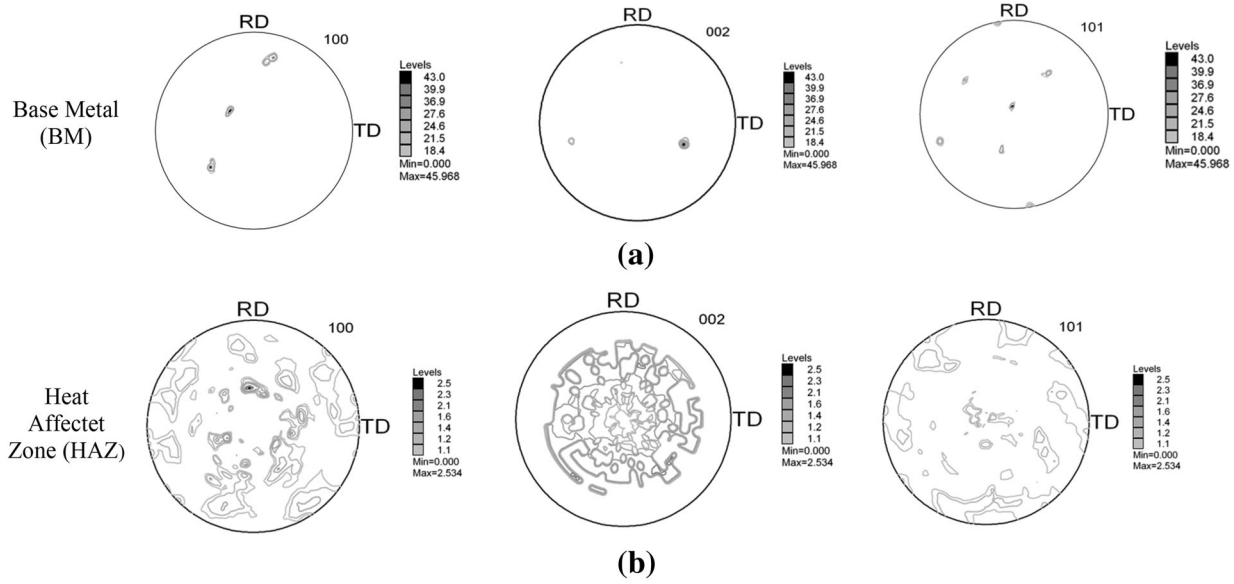 RD
100
TD
Levels
43.0
39.9
36.9
27.6
24.6
21.5
18.4
Min=0.000
Max=45.968
RD
002
TD
Levels
43.0
39.9
36.9
27.6
24.6
21.5
18.4
Min=0.000
Max=45.968
RD
101
TD
Levels
43.0
39.9
36.9
27.6
24.6
21.5
18.4
Min=0.000
Max=45.968
Base Metal
(BM)
(a)
RD
100
TD
Levels
2.5
2.3
2.1
1.6
1.4
1.2
1.1
Min=0.000
Max=2.534
RD
002
TD
Levels
2.5
2.3
2.1
1.6
1.4
1.2
1.1
Min=0.000
Max=2.534
RD
101
TD
Levels
2.5
2.3
2.1
1.6
1.4
1.2
1.1
Min=0.000
Max=2.534
Heat
Affectet
Zone (HAZ)
(b)